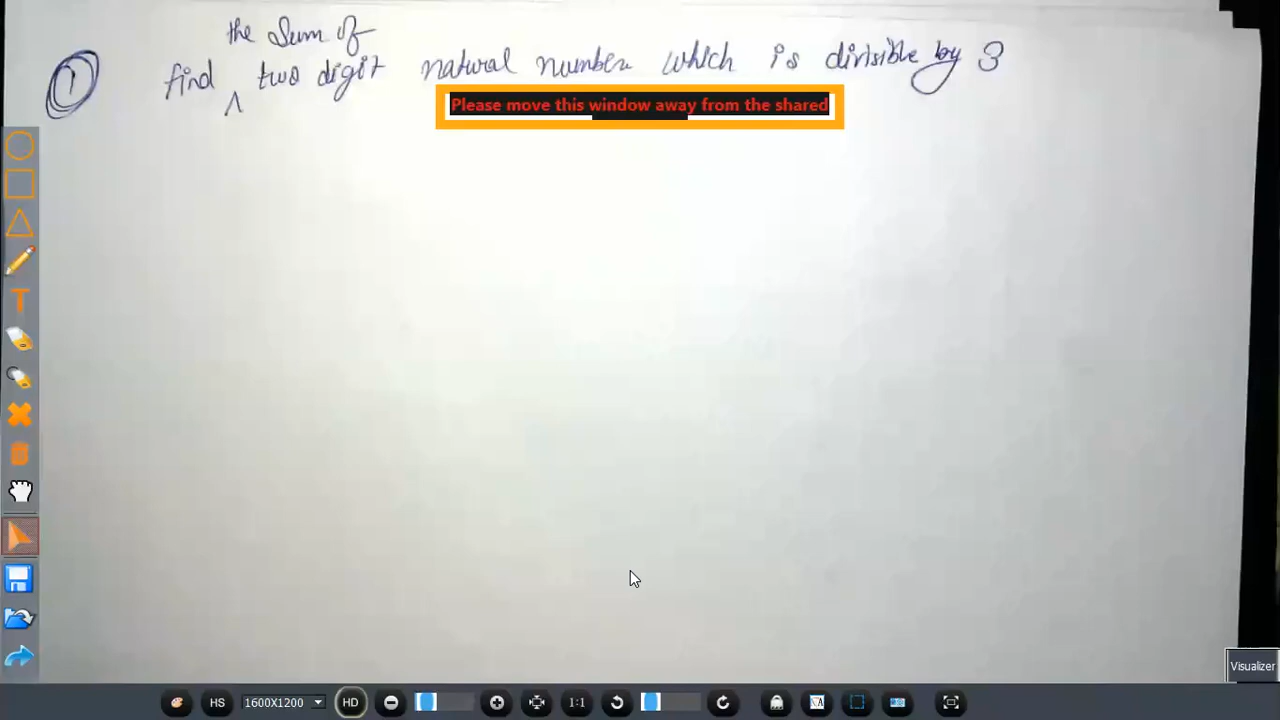 the Sum of
① find ^ two digit natural number which is divisible by 3
Please move this window away from the shared
T
Visualizer
HS
1600X1200
HD
1:1
A